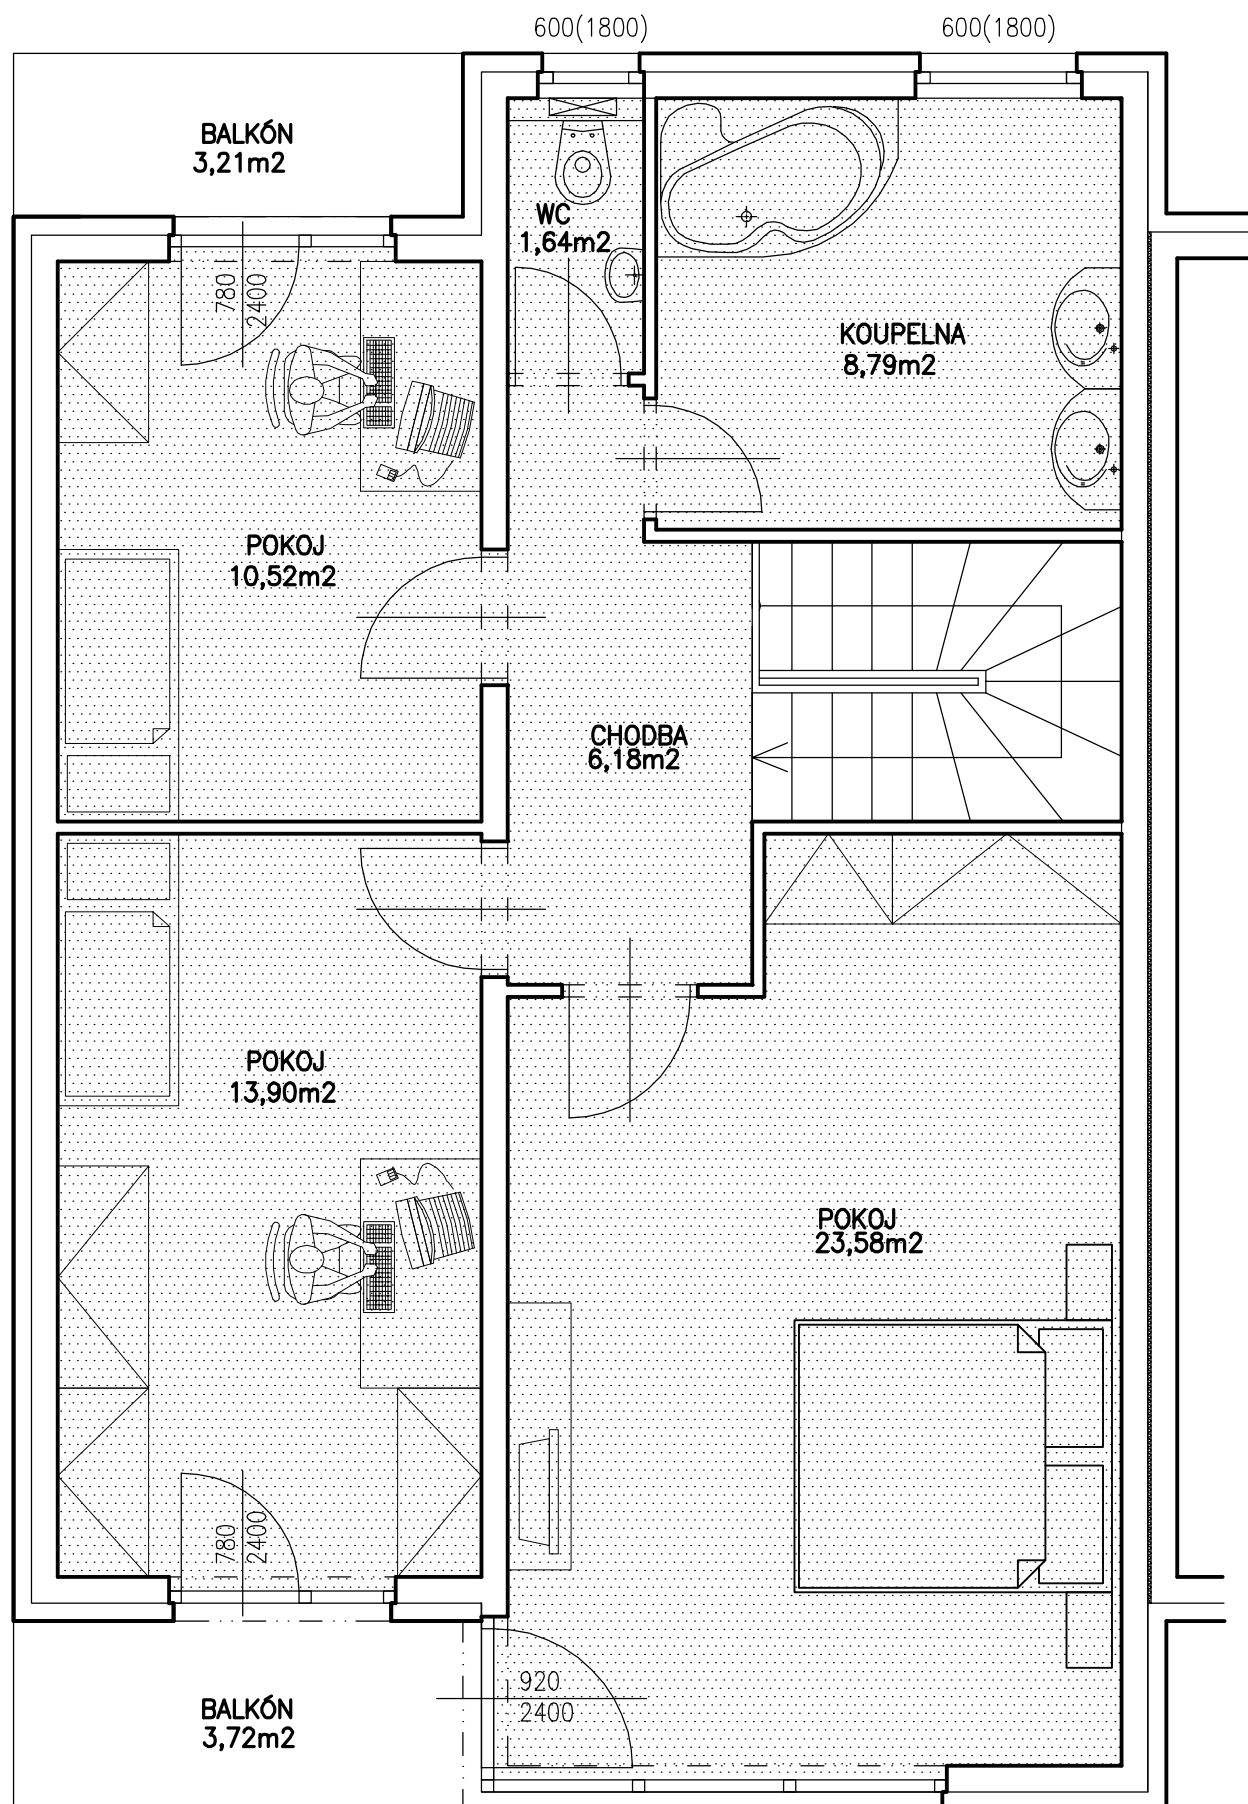 600(1800)
600(1800)
BALKÓN
3,21m2
WC
1,64m2
780
2400
KOUPELNA
8,79m2
POKOJ
10,52m2
CHODBA
6,18m2
POKOJ
13,90m2
POKOJ
23,58m2
780
2400
920
2400
BALKÓN
3,72m2